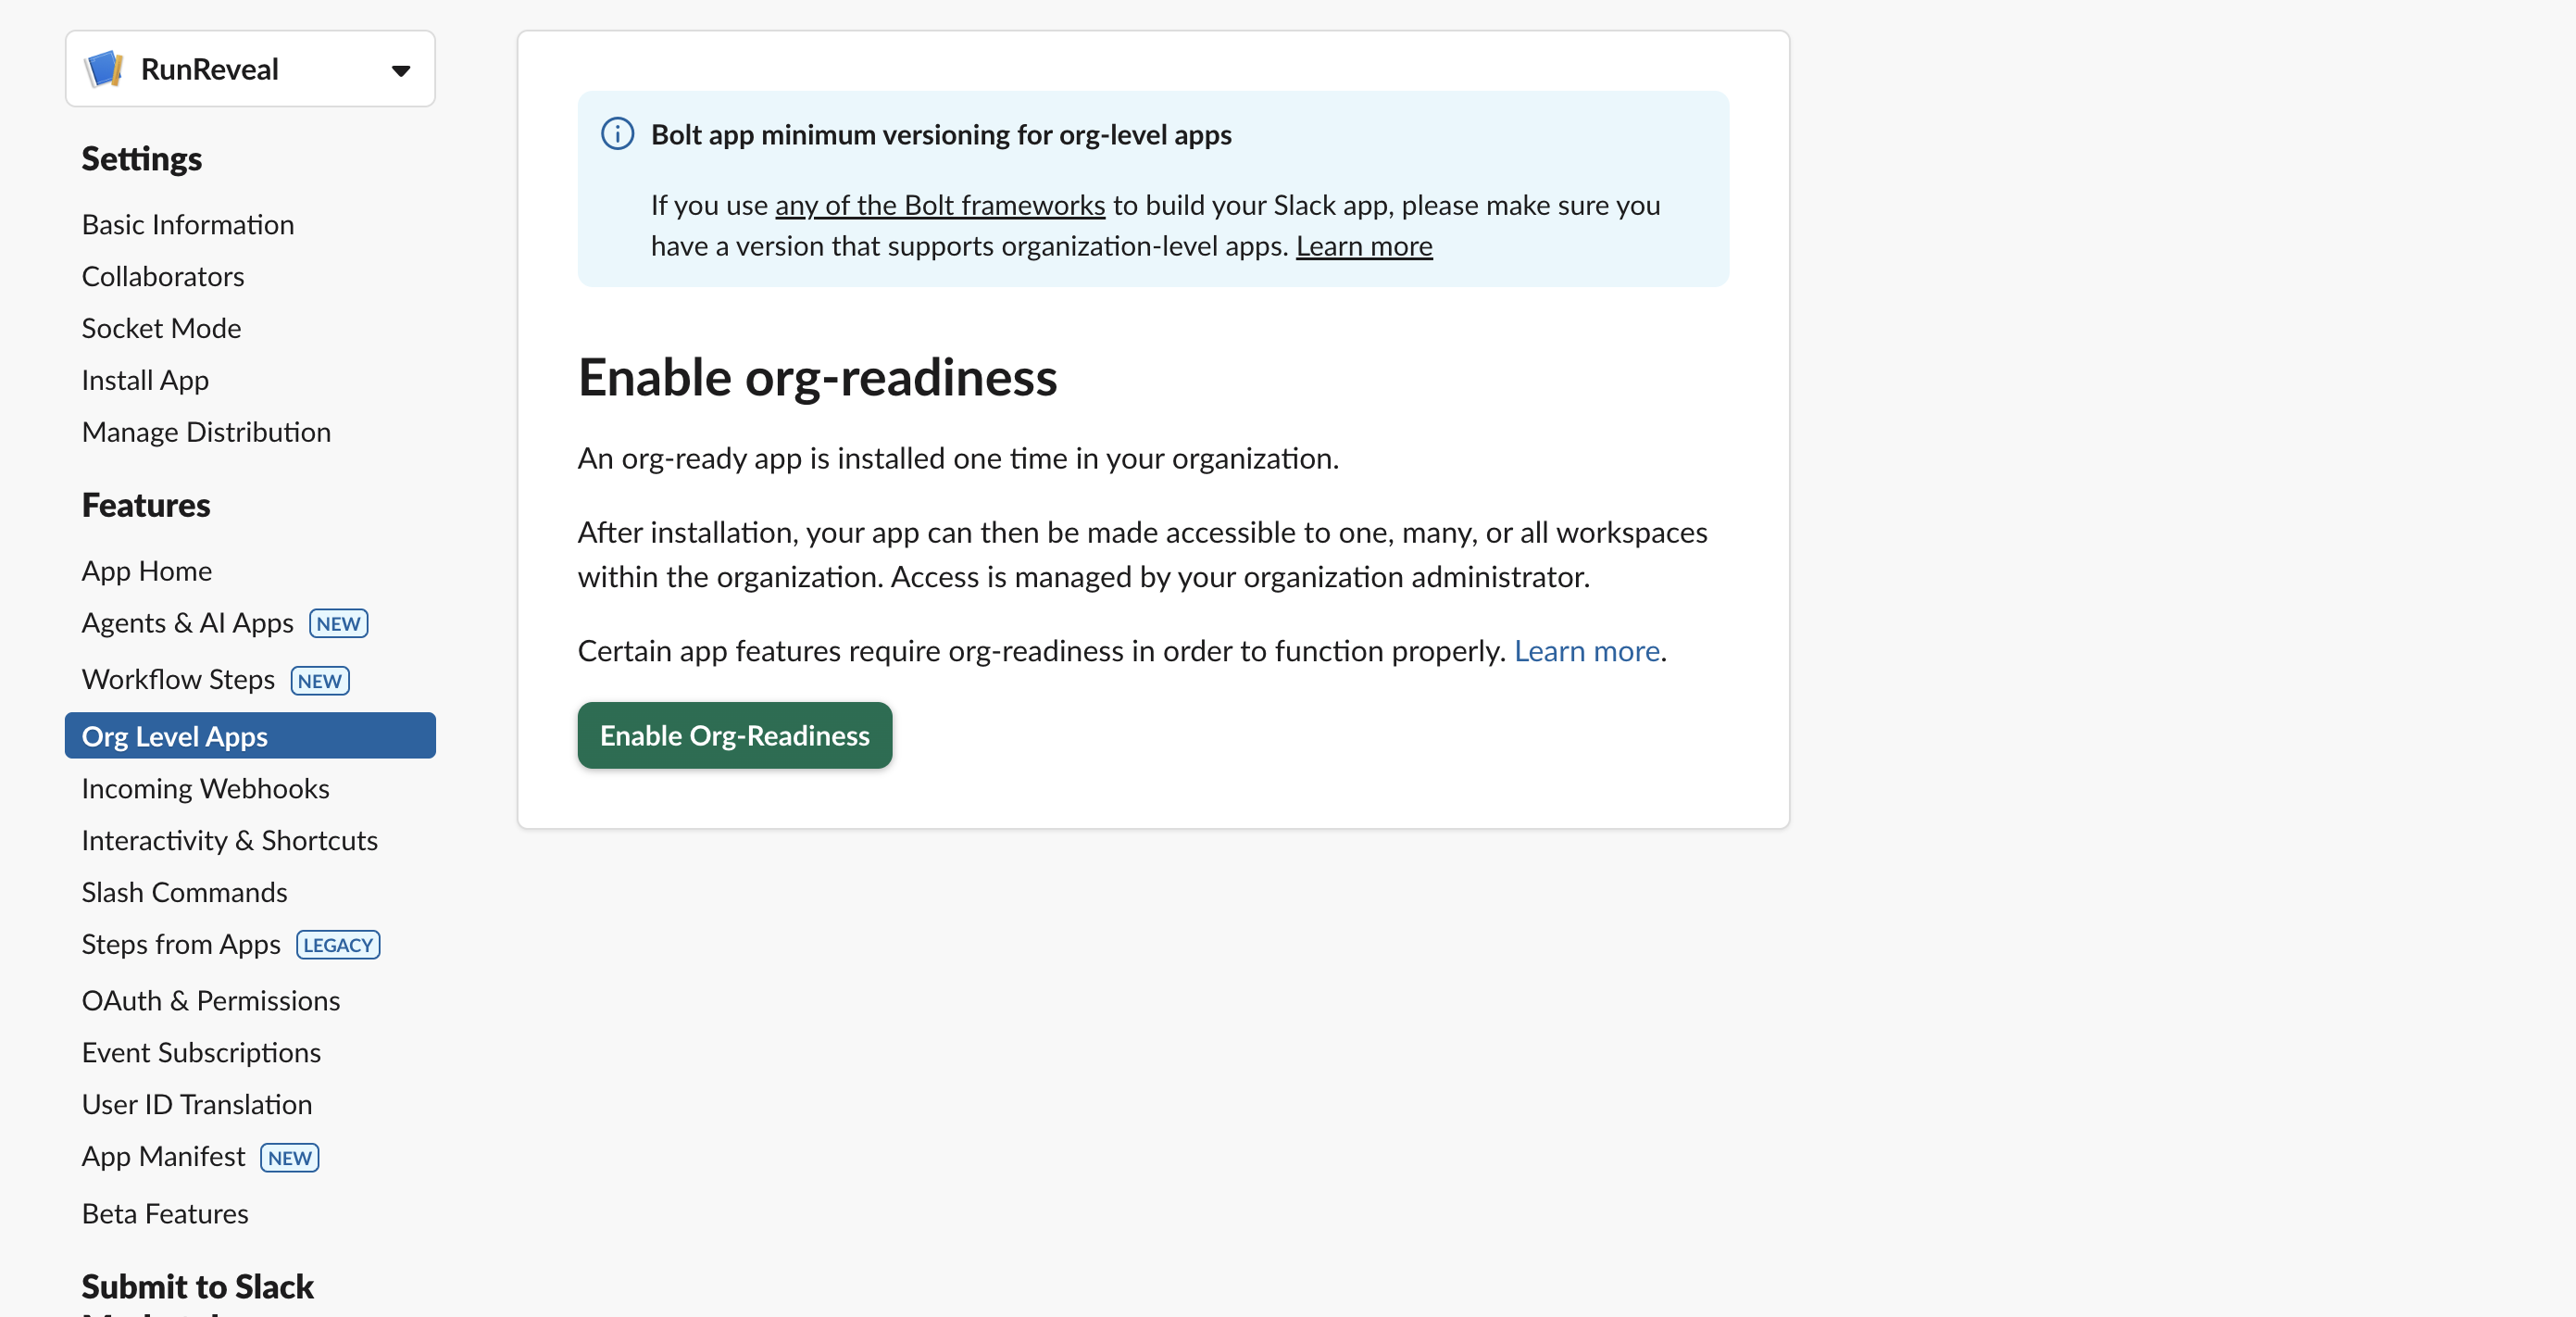 RunReveal
Settings
Basic Information
Collaborators
Socket Mode
Install App
Manage Distribution
Features
App Home
Agents & AI Apps NEW
Workflow Steps NEW
Org Level Apps
Incoming Webhooks
Interactivity & Shortcuts
Slash Commands
Steps from Apps LEGACY
OAuth & Permissions
Event Subscriptions
User ID Translation
App Manifest NEW
Beta Features
Submit to Slack
Bolt app minimum versioning for org-level apps
If you use any of the Bolt frameworks to build your Slack app, please make sure you
have a version that supports organization-level apps. Learn more
Enable org-readiness
An org-ready app is installed one time in your organization.
After installation, your app can then be made accessible to one, many, or all workspaces
within the organization. Access is managed by your organization administrator.
Certain app features require org-readiness in order to function properly. Learn more.
Enable Org-Readiness